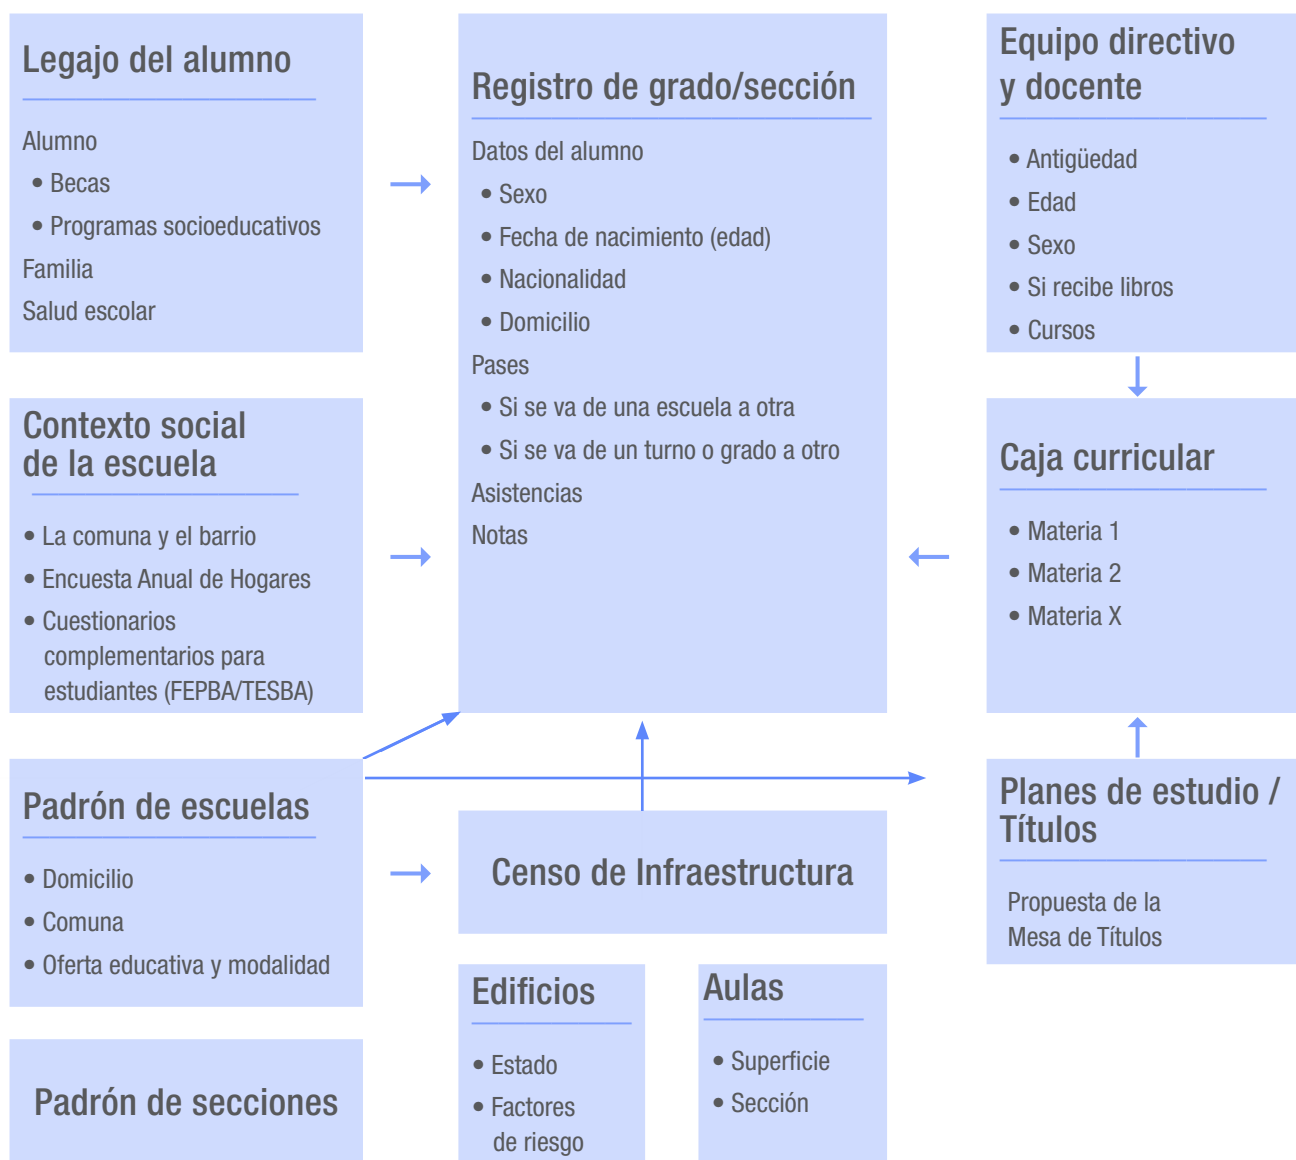 Legajo del alumno
Alumno
• Becas
• Programas socioeducativos
Familia
Salud escolar
Contexto social
de la escuela
• La comuna y el barrio
• Encuesta Anual de Hogares
• Cuestionarios
complementarios para
estudiantes (FEPBA/TESBA)
Padrón de escuelas
• Domicilio
• Comuna
• Oferta educativa y modalidad
Padrón de secciones
Registro de grado/sección
Datos del alumno
• Sexo
• Fecha de nacimiento (edad)
• Nacionalidad
• Domicilio
Pases
• Si se va de una escuela a otra
• Si se va de un turno o grado a otro
Asistencias
Notas
Censo de Infraestructura
Edificios
• Estado
• Factores
de riesgo
Aulas
• Superficie
• Sección
Equipo directivo
y docente
• Antigüedad
• Edad
• Sexo
• Si recibe libros
• Cursos
Caja curricular
• Materia 1
• Materia 2
• Materia X
Planes de estudio /
Títulos
Propuesta de la
Mesa de Títulos